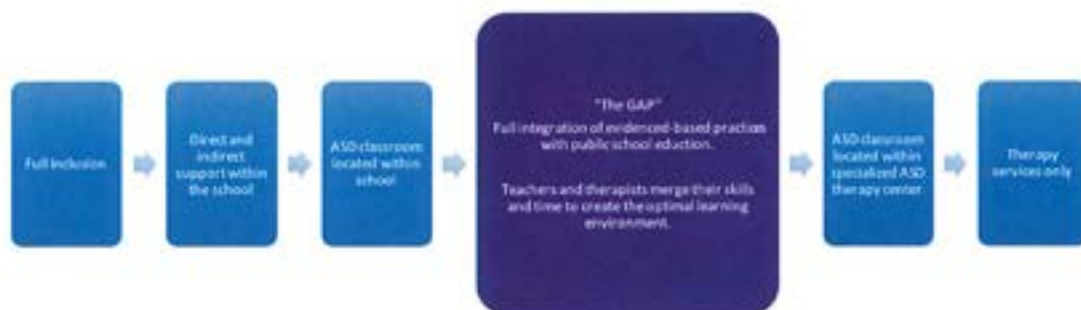 Full Inclusion
Direct and
indirect
support within
the school
ASD classroom
located within
school
"The GAP"
Full integration of evidenced-based practices
with public school eduction.
Teachers and therapists merge their skills
and time to create the optimal learning
environment.
ASD classroom
located within
specialized ASD
therapy center
Therapy
services only